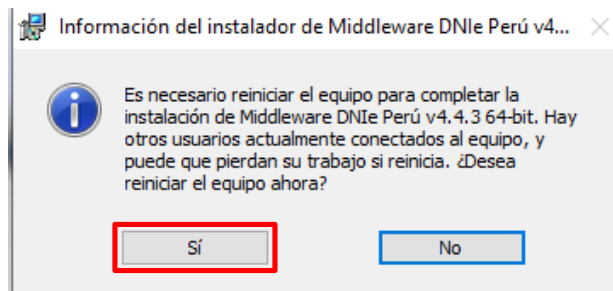 Información del instalador de Middleware DNIe Perú v4...
Es necesario reiniciar el equipo para completar la
instalación de Middleware DNIe Perú v4.4.3 64-bit. Hay
otros usuarios actualmente conectados al equipo, y
puede que pierdan su trabajo si reinicia. ¿Desea
reiniciar el equipo ahora?
Sí
No